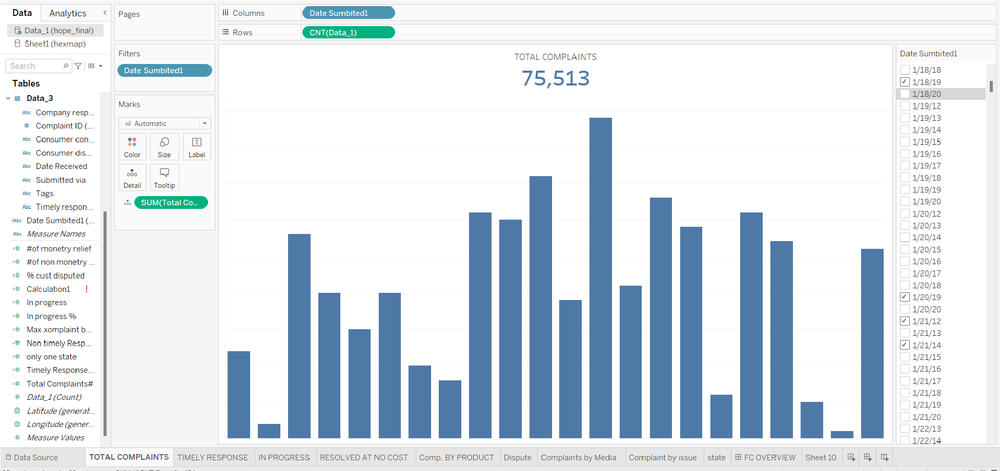 Data
Analytics
Data_1 (hope_final)
Sheet1 (hexmap)
Search
Tables
Data_3
Abc Company resp...
# Complaint ID (...
Abc Consumer con...
Abc Consumer dis...
Abc Date Received
Abc Submitted via
Abc Tags
Abc Timely respon...
=Abc Date Sumbited1 (...
Abc Measure Names
=# #of monetry relief
=# #of non monetry ...
=# % cust disputed
=# Calculation1 !
=# In progress
=# In progress %
=# Max xomplaint b...
=# Non timely Resp...
=# only one state
=# Timely Response...
=# Total Complaints#
# Data_1 (Count)
Latitude (generat...
Longitude (gener...
# Measure Values
Pages
Filters
Date Sumbited1
Marks
Automatic
Color
Size
T
Label
Detail
Tooltip
SUM(Total Co..
Columns
Date Sumbited1
Rows
CNT(Data_1)
TOTAL COMPLAINTS
75,513
Date Sumbited1
1/18/18
1/18/19
1/18/20
1/19/12
1/19/13
1/19/14
1/19/15
1/19/16
1/19/17
1/19/18
1/19/19
1/19/20
1/20/12
1/20/13
1/20/14
1/20/15
1/20/16
1/20/17
1/20/18
1/20/19
1/20/20
1/21/12
1/21/13
1/21/14
1/21/15
1/21/16
1/21/17
1/21/18
1/21/19
1/21/20
1/22/13
1/22/14
Data Source
TOTAL COMPLAINTS
TIMELY RESPONSE
IN PROGRESS
RESOLVED AT NO COST
Comp. BY PRODUCT
Dispute
Complaints by Media
Complaint by issue
state
FC OVERVIEW
Sheet 10